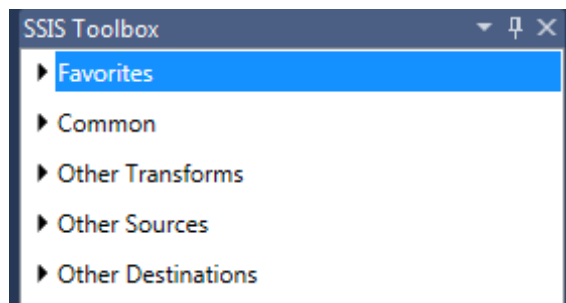 SSIS Toolbox
Favorites
Common
Other Transforms
Other Sources
Other Destinations